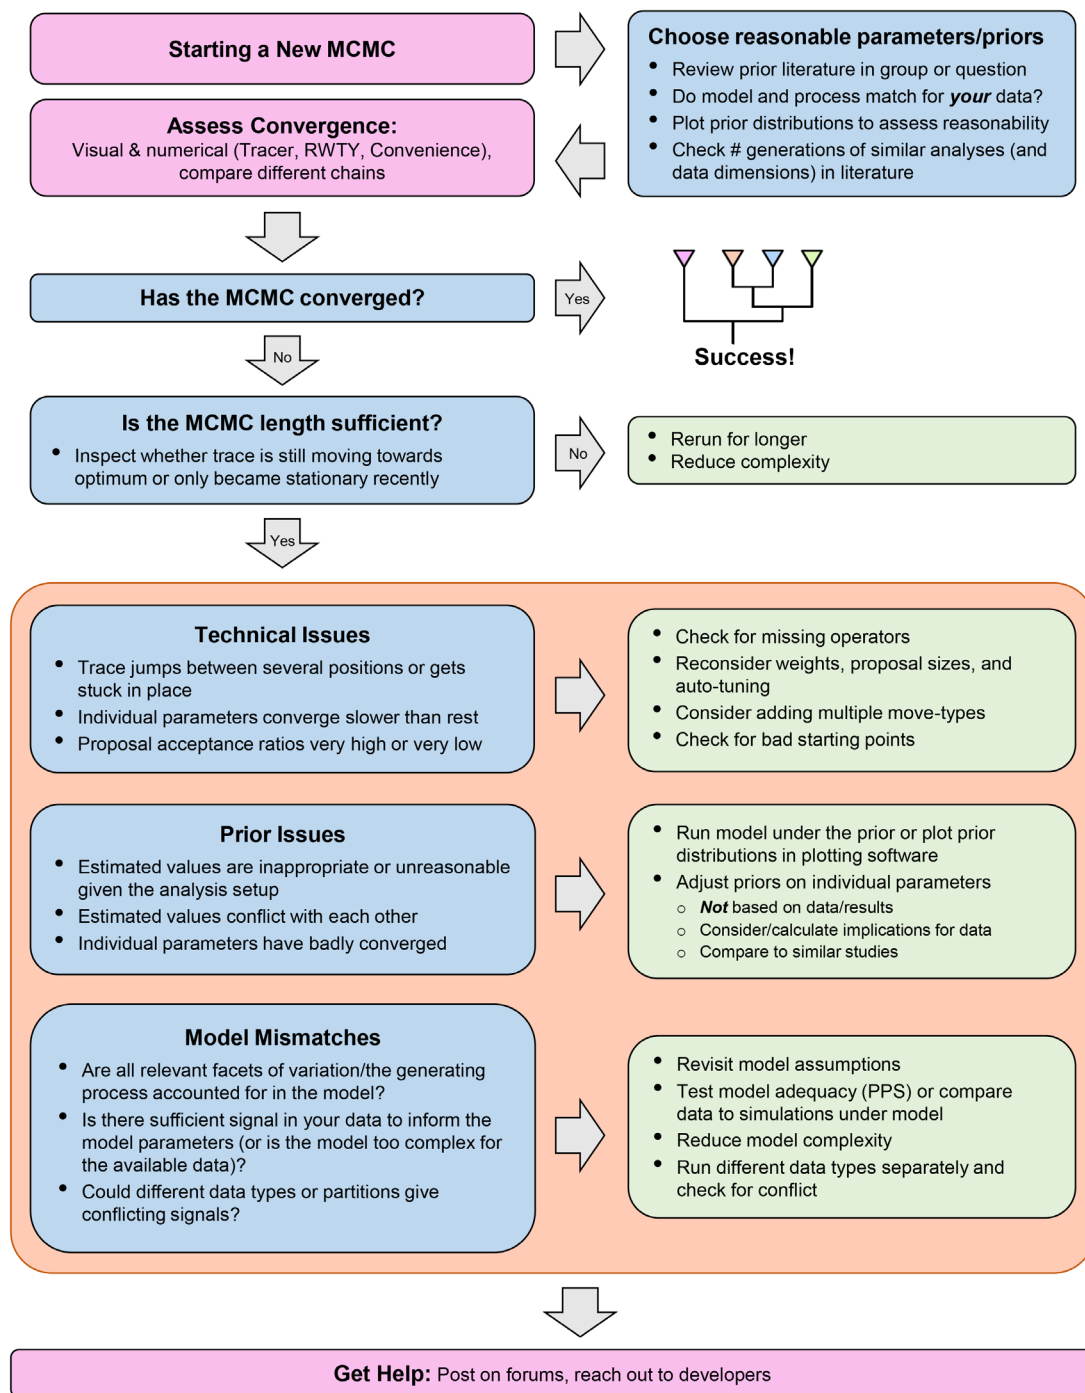 Starting a New MCMC
Choose reasonable parameters/priors
• Review prior literature in group or question
• Do model and process match for your data?
• Plot prior distributions to assess reasonability
• Check # generations of similar analyses (and
data dimensions) in literature
Assess Convergence:
Visual & numerical (Tracer, RWTY, Convenience),
compare different chains
Has the MCMC converged?
Yes
Success!
No
Is the MCMC length sufficient?
• Inspect whether trace is still moving towards
optimum or only became stationary recently
No
• Rerun for longer
• Reduce complexity
Yes
Technical Issues
• Trace jumps between several positions or gets
stuck in place
• Individual parameters converge slower than rest
• Proposal acceptance ratios very high or very low
• Check for missing operators
• Reconsider weights, proposal sizes, and
auto-tuning
• Consider adding multiple move-types
• Check for bad starting points
Prior Issues
• Estimated values are inappropriate or unreasonable
given the analysis setup
• Estimated values conflict with each other
• Individual parameters have badly converged
• Run model under the prior or plot prior
distributions in plotting software
• Adjust priors on individual parameters
o Not based on data/results
o Consider/calculate implications for data
o Compare to similar studies
Model Mismatches
• Are all relevant facets of variation/the generating
process accounted for in the model?
• Is there sufficient signal in your data to inform the
model parameters (or is the model too complex for
the available data)?
• Could different data types or partitions give
conflicting signals?
• Revisit model assumptions
• Test model adequacy (PPS) or compare
data to simulations under model
• Reduce model complexity
• Run different data types separately and
check for conflict
Get Help: Post on forums, reach out to developers